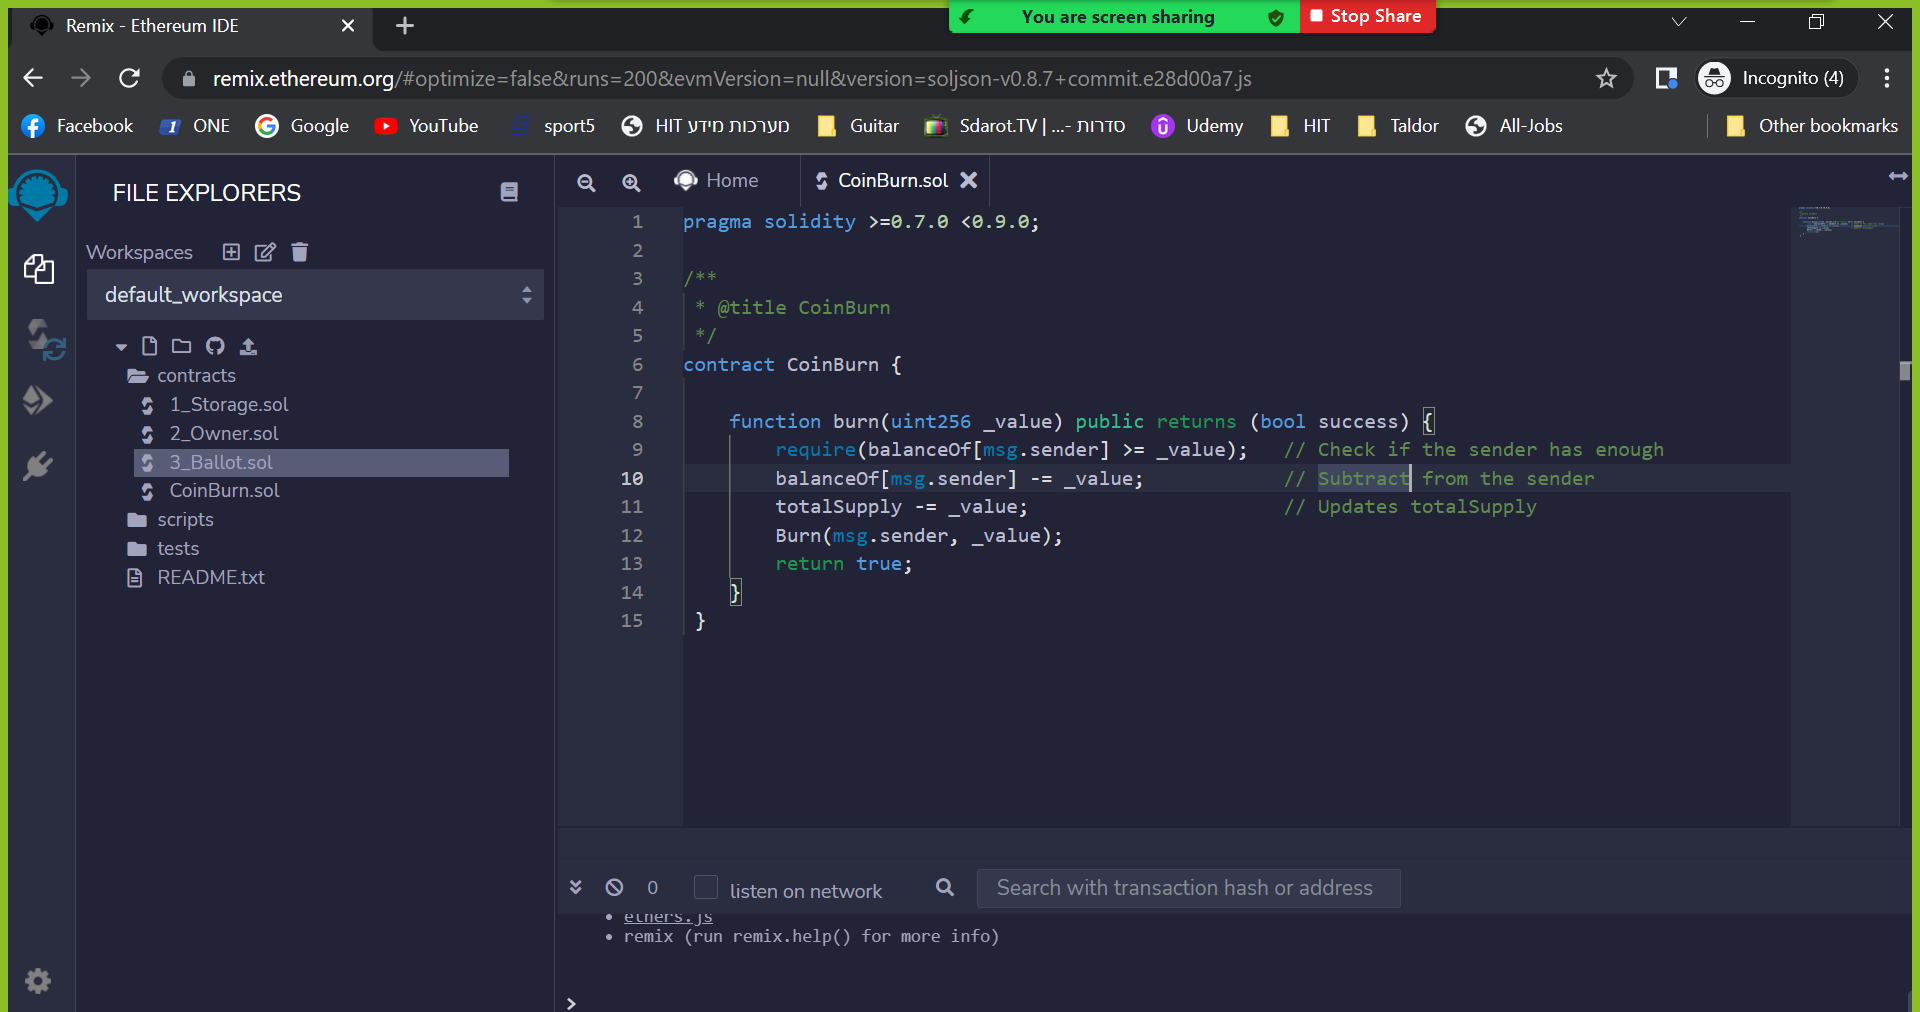 Remix - Ethereum IDE
You are screen sharing
Stop Share
remix.ethereum.org/#optimize=false&runs=200&evmVersion=null&version=soljson-v0.8.7+commit.e28d00a7.js
Incognito (4)
Facebook
ONE
Google
YouTube
sport5
HIT מערכות מידע
Guitar
Sdarot.TV | ...- סדרות
Udemy
HIT
Taldor
All-Jobs
Other bookmarks
FILE EXPLORERS
Workspaces
default_workspace
contracts
1_Storage.sol
2_Owner.sol
3_Ballot.sol
CoinBurn.sol
scripts
tests
README.txt
Home
CoinBurn.sol
1 pragma solidity >=0.7.0 <0.9.0;
2
3 /**
4 * @title CoinBurn
5 */
6 contract CoinBurn {
7
8 function burn(uint256 _value) public returns (bool success) {
9 require(balanceOf[msg.sender] >= _value); // Check if the sender has enough
10 balanceOf[msg.sender] -= _value; // Subtract from the sender
11 totalSupply -= _value; // Updates totalSupply
12 Burn(msg.sender, _value);
13 return true;
14 }
15 }
0
listen on network
Search with transaction hash or address
• ethers.js
• remix (run remix.help() for more info)
>